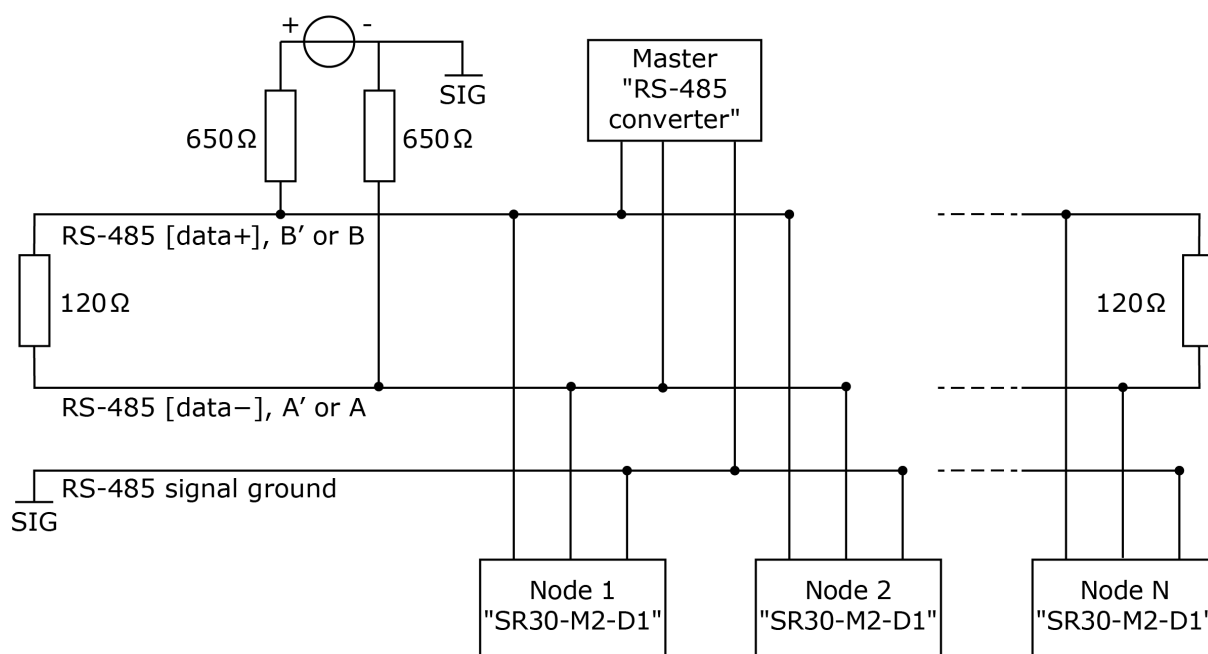 + -
SIG
650Ω
650Ω
Master
"RS-485
converter"
RS-485 [data+], B’ or B
120Ω
120Ω
RS-485 [data−], A’ or A
RS-485 signal ground
SIG
Node 1
"SR30-M2-D1"
Node 2
"SR30-M2-D1"
Node N
"SR30-M2-D1"